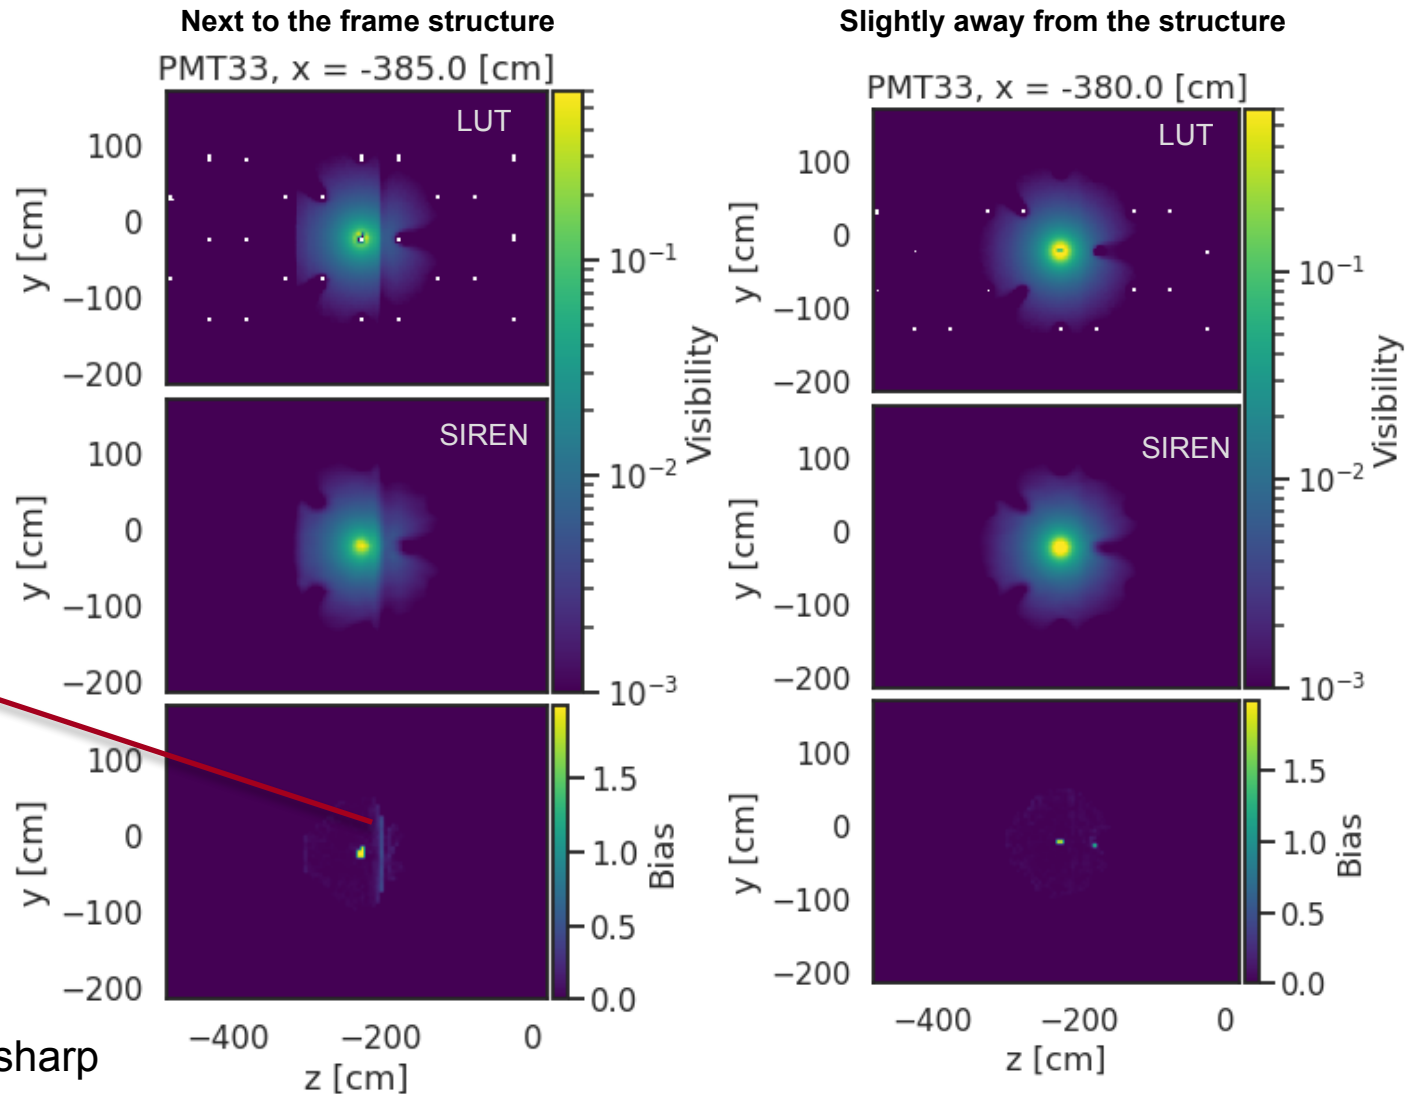 Next to the frame structure
PMT33, x = -385.0 [cm]
LUT
100
0
−100
−200
y [cm]
SIREN
100
0
−100
−200
y [cm]
10−1
10−2
10−3
Visibility
100
0
−100
−200
y [cm]
1.5
1.0
0.5
0.0
Bias
−400
−200
0
z [cm]
sharp
Slightly away from the structure
PMT33, x = -380.0 [cm]
LUT
100
0
−100
−200
y [cm]
SIREN
100
0
−100
−200
y [cm]
10−1
10−2
10−3
Visibility
100
0
−100
−200
y [cm]
1.5
1.0
0.5
0.0
Bias
−400
−200
0
z [cm]